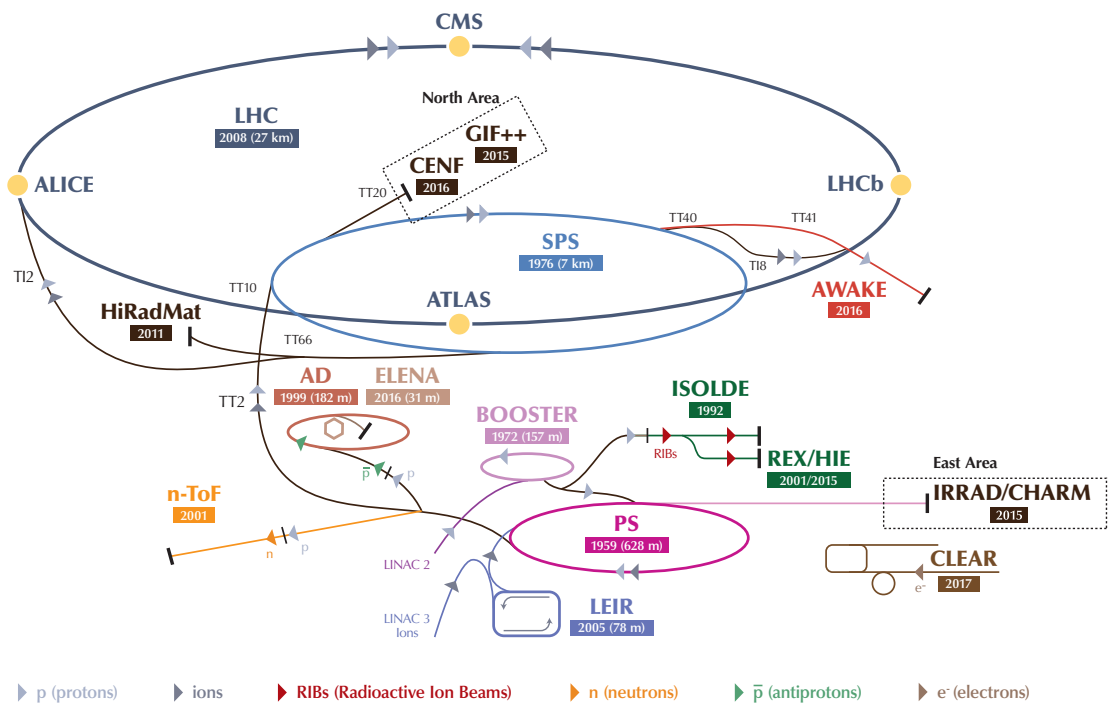 CMS
North Area
LHC
2008 (27 km)
GIF++
2015
CENF
2016
TT20
ALICE
LHCb
TT40
TT41
SPS
1976 (7 km)
TI8
TI2
TT10
AWAKE
2016
ATLAS
HiRadMat
2011
TT66
AD
1999 (182 m)
ELENA
2016 (31 m)
TT2
ISOLDE
1992
BOOSTER
1972 (157 m)
RIBs
REX/HIE
2001/2015
East Area
IRRAD/CHARM
2015
p̅
p
n-ToF
2001
n
p
PS
1959 (628 m)
LINAC 2
CLEAR
2017
e-
LEIR
2005 (78 m)
LINAC 3
Ions
p (protons)
ions
RIBs (Radioactive Ion Beams)
n (neutrons)
p̅ (antiprotons)
e- (electrons)